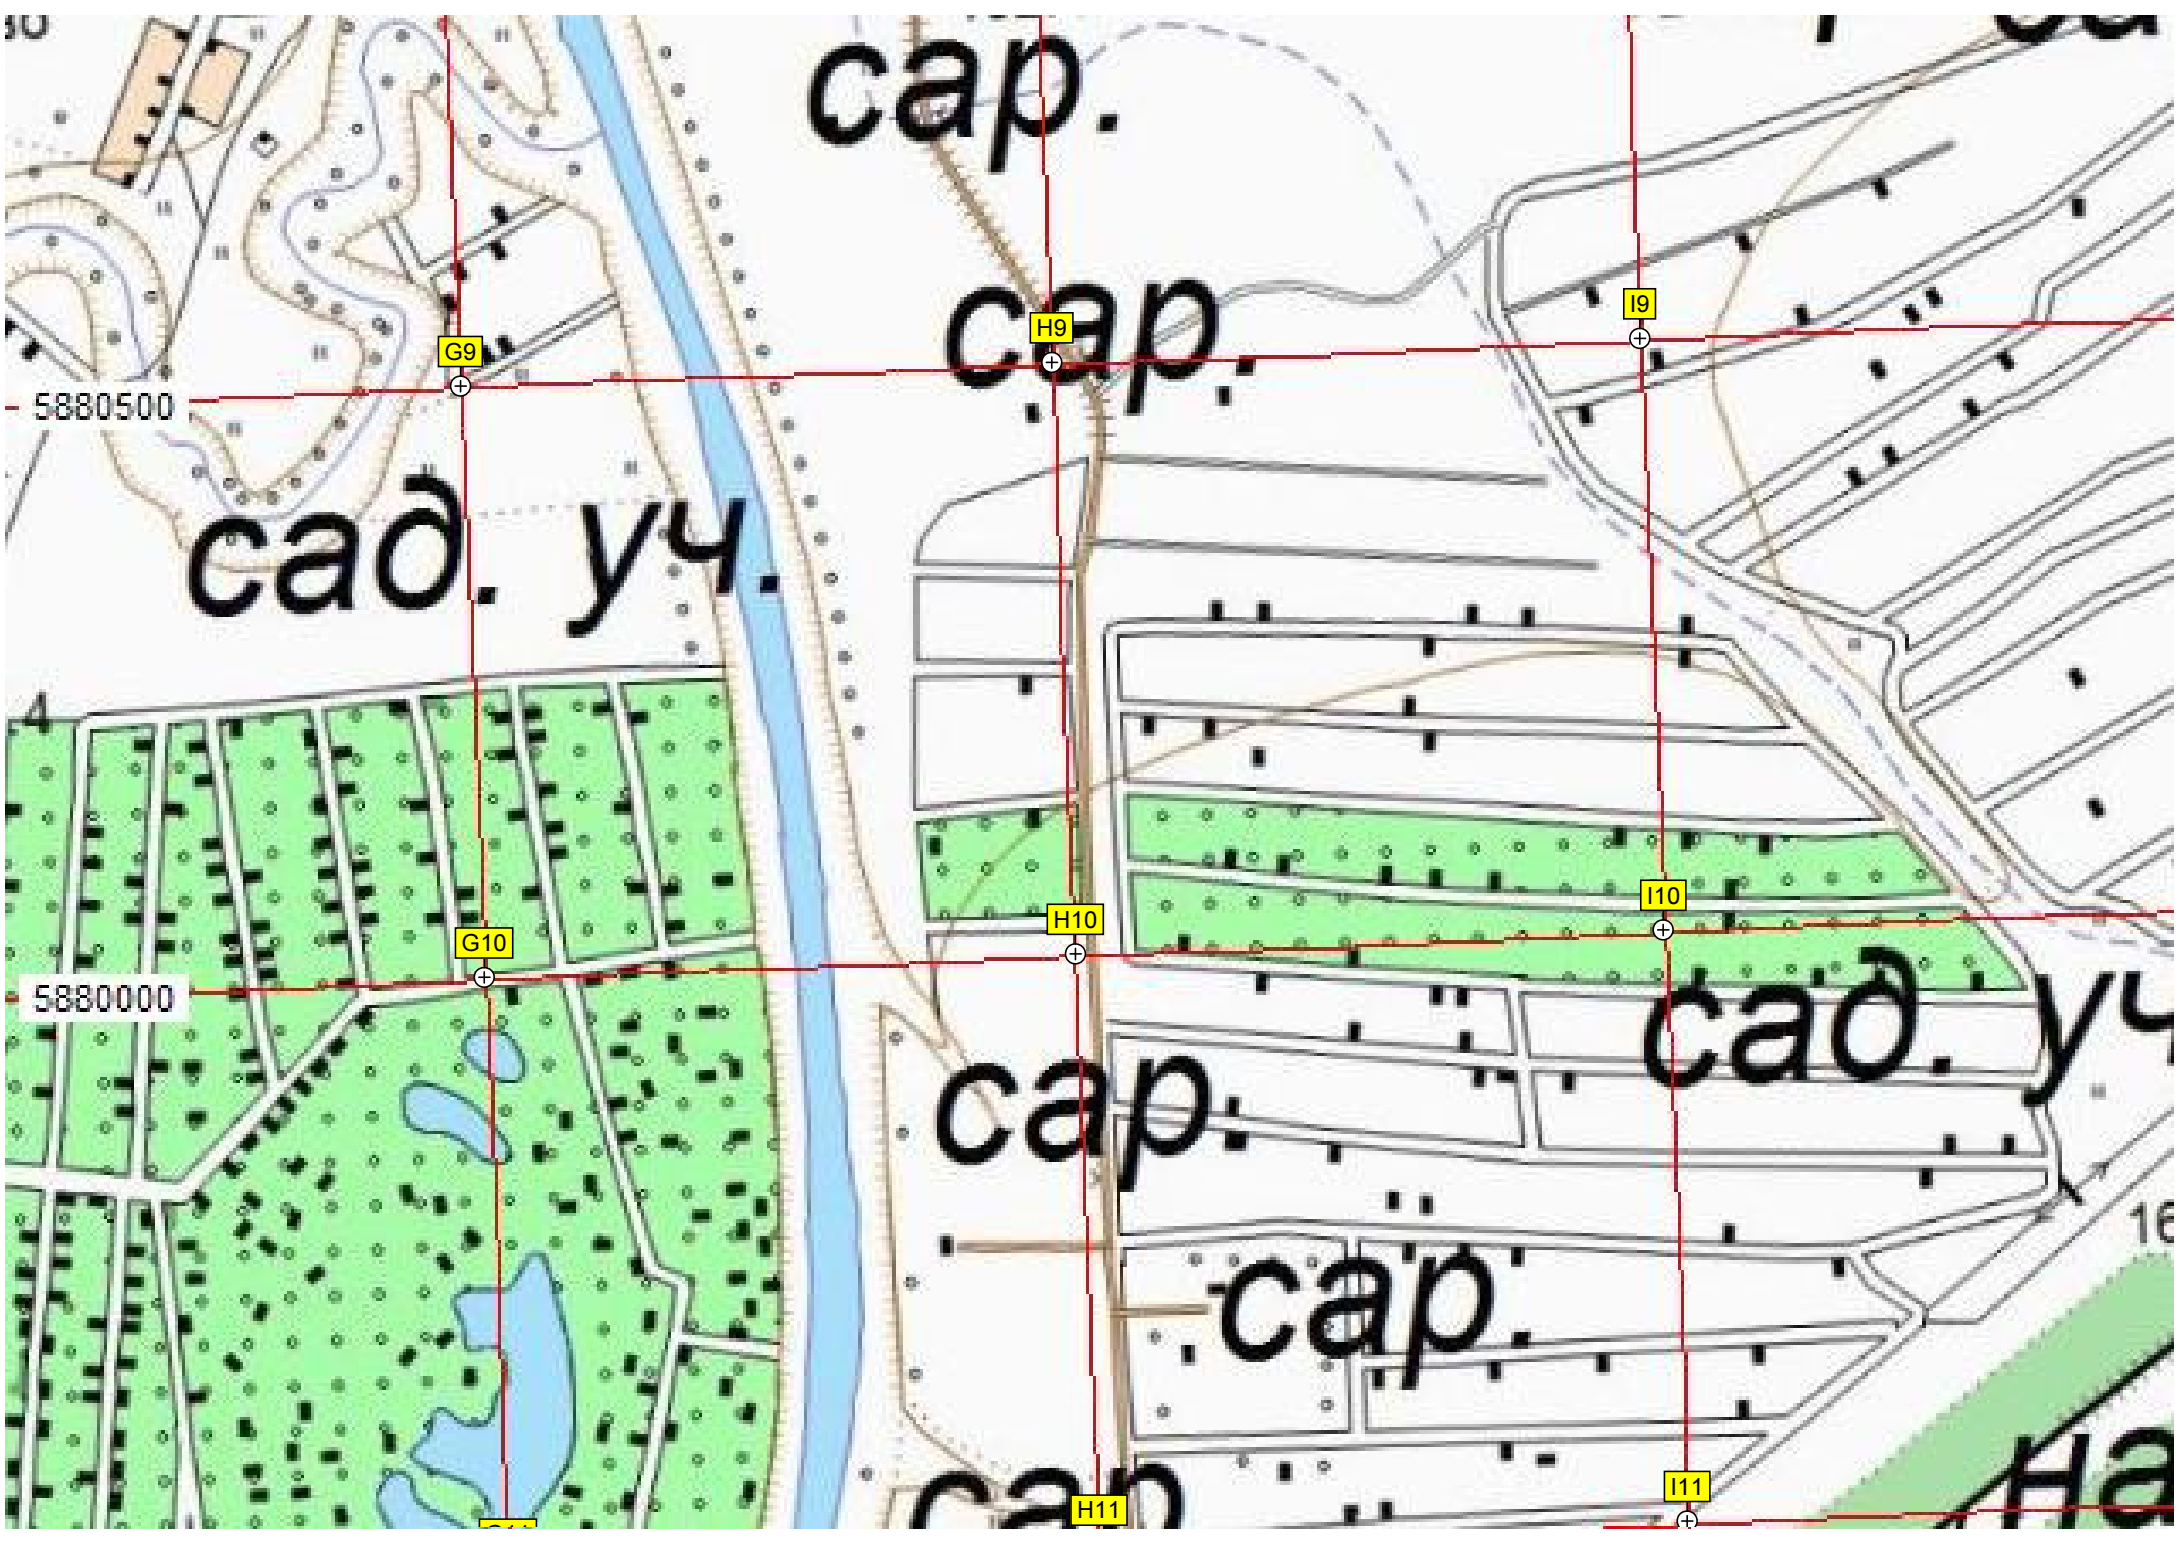 сар.
I9
H9
сар.
G9
5880500
сад. уч.
4
I10
H10
G10
5880000
сад. уч
сар.
16
сар.
I11
H11
сар
на